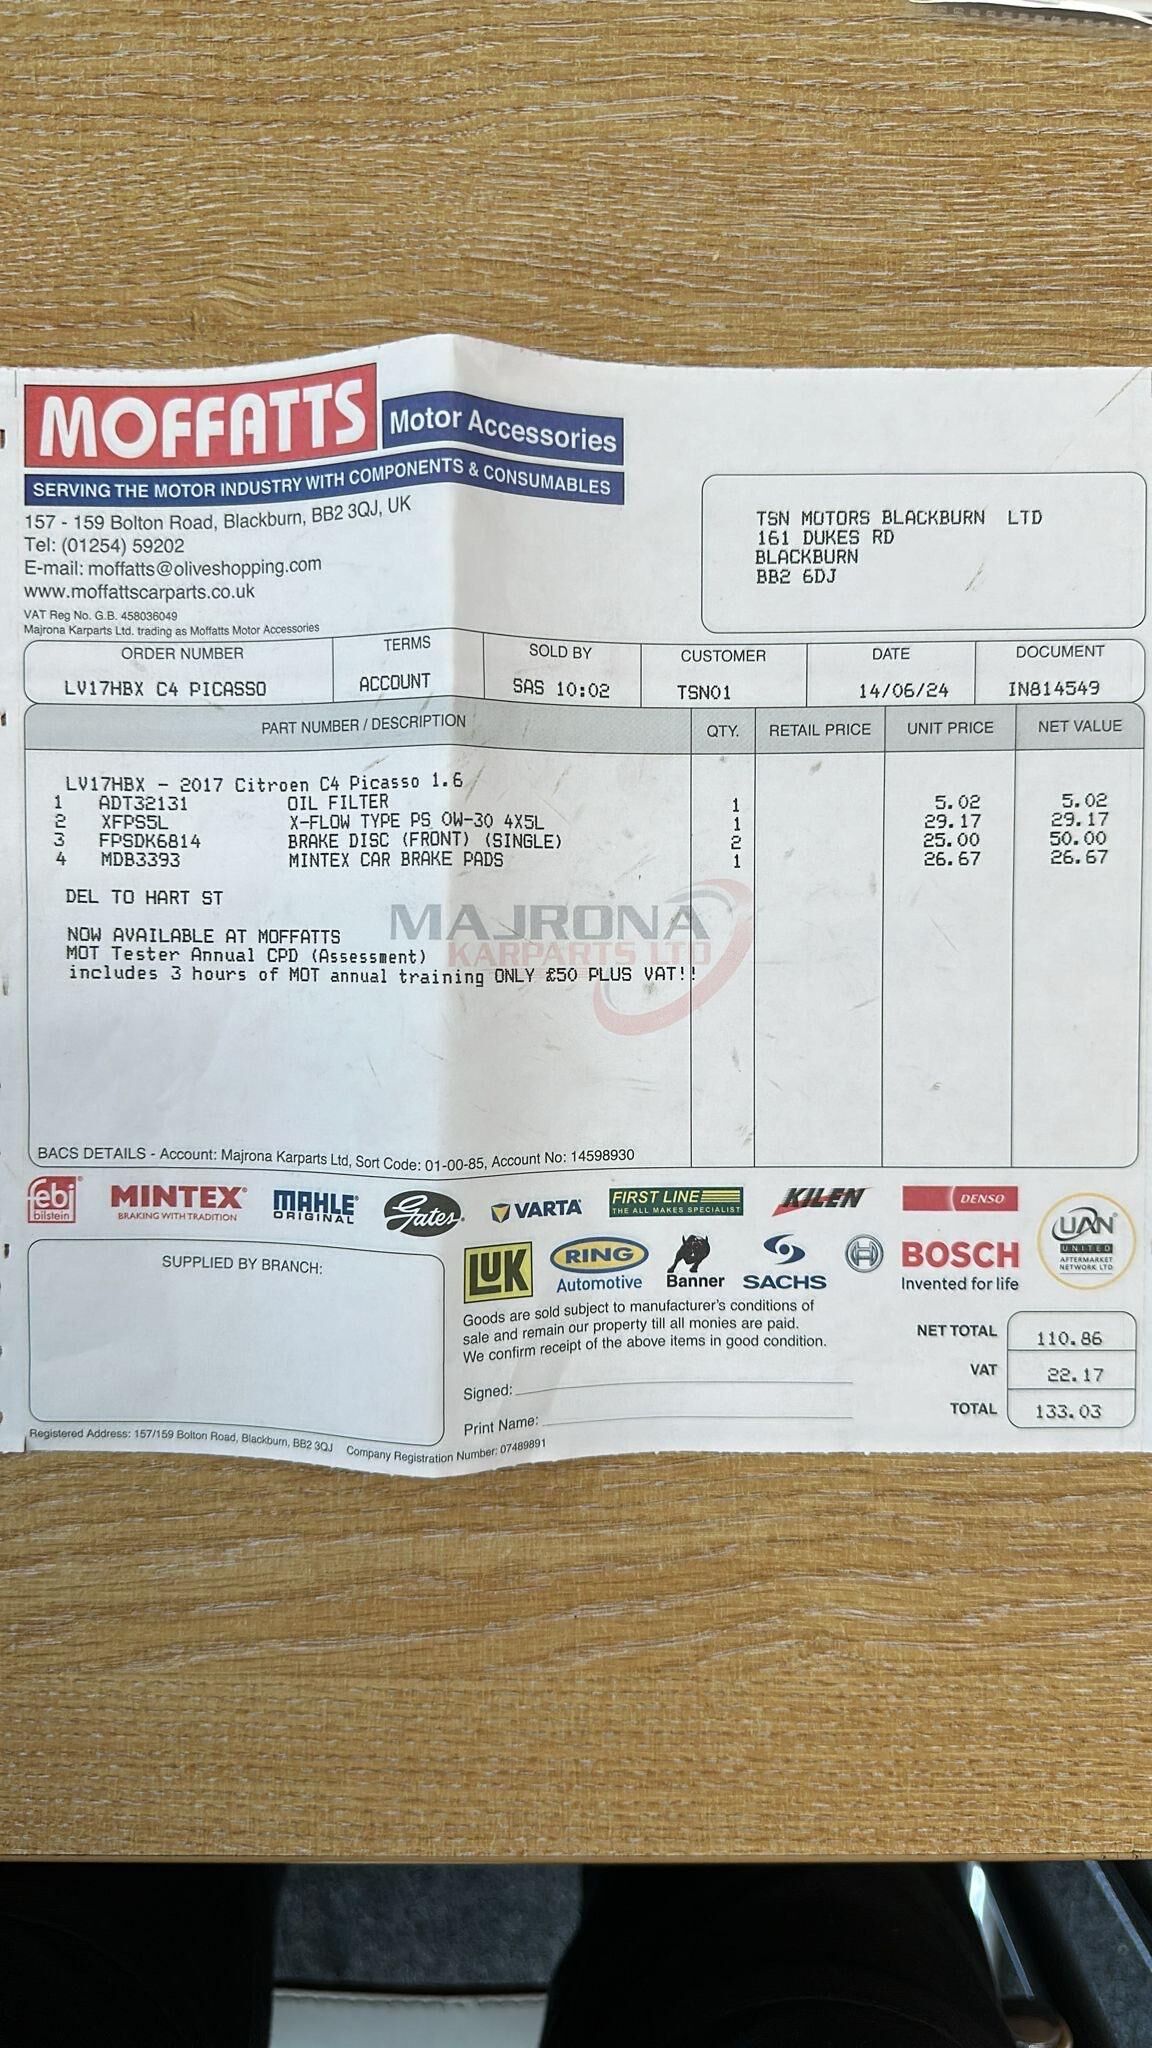 MOFFATTS Motor Accessories
SERVING THE MOTOR INDUSTRY WITH COMPONENTS & CONSUMABLES
157 - 159 Bolton Road, Blackburn, BB2 3QJ, UK
Tel: (01254) 59202
E-mail: moffatts@oliveshopping.com
www.moffattscarparts.co.uk
VAT Reg No. G.B. 458036049
Majrona Karparts Ltd. trading as Moffatts Motor Accessories
TSN MOTORS BLACKBURN LTD
161 DUKES RD
BLACKBURN
BB2 6DJ
ORDER NUMBER TERMS SOLD BY CUSTOMER DATE DOCUMENT
LV17HBX C4 PICASSO ACCOUNT SAS 10:02 TSN01 14/06/24 IN814549
PART NUMBER / DESCRIPTION QTY. RETAIL PRICE UNIT PRICE NET VALUE
LV17HBX - 2017 Citroen C4 Picasso 1.6
1 ADT32131 OIL FILTER 1 5.02 5.02
2 XFPS5L X-FLOW TYPE PS 0W-30 4X5L 1 29.17 29.17
3 FPSDK6814 BRAKE DISC (FRONT) (SINGLE) 2 25.00 50.00
4 MDB3393 MINTEX CAR BRAKE PADS 1 26.67 26.67
DEL TO HART ST
MAJRONA
KARPARTS LTD
NOW AVAILABLE AT MOFFATTS
MOT Tester Annual CPD (Assessment)
includes 3 hours of MOT annual training ONLY £50 PLUS VAT!!
BACS DETAILS - Account: Majrona Karparts Ltd, Sort Code: 01-00-85, Account No: 14598930
febi bilstein
MINTEX
BRAKING WITH TRADITION
MAHLE
ORIGINAL
Gates
VARTA
FIRST LINE
THE ALL MAKES SPECIALIST
KILEN
DENSO
UAN
UNITED
AFTERMARKET
NETWORK LTD
LUK
RING
Automotive
Banner
SACHS
BOSCH
Invented for life
SUPPLIED BY BRANCH:
Goods are sold subject to manufacturer's conditions of
sale and remain our property till all monies are paid.
We confirm receipt of the above items in good condition.
Signed:
Print Name:
NET TOTAL 110.86
VAT 22.17
TOTAL 133.03
Registered Address: 157/159 Bolton Road, Blackburn, BB2 3QJ Company Registration Number: 07489891